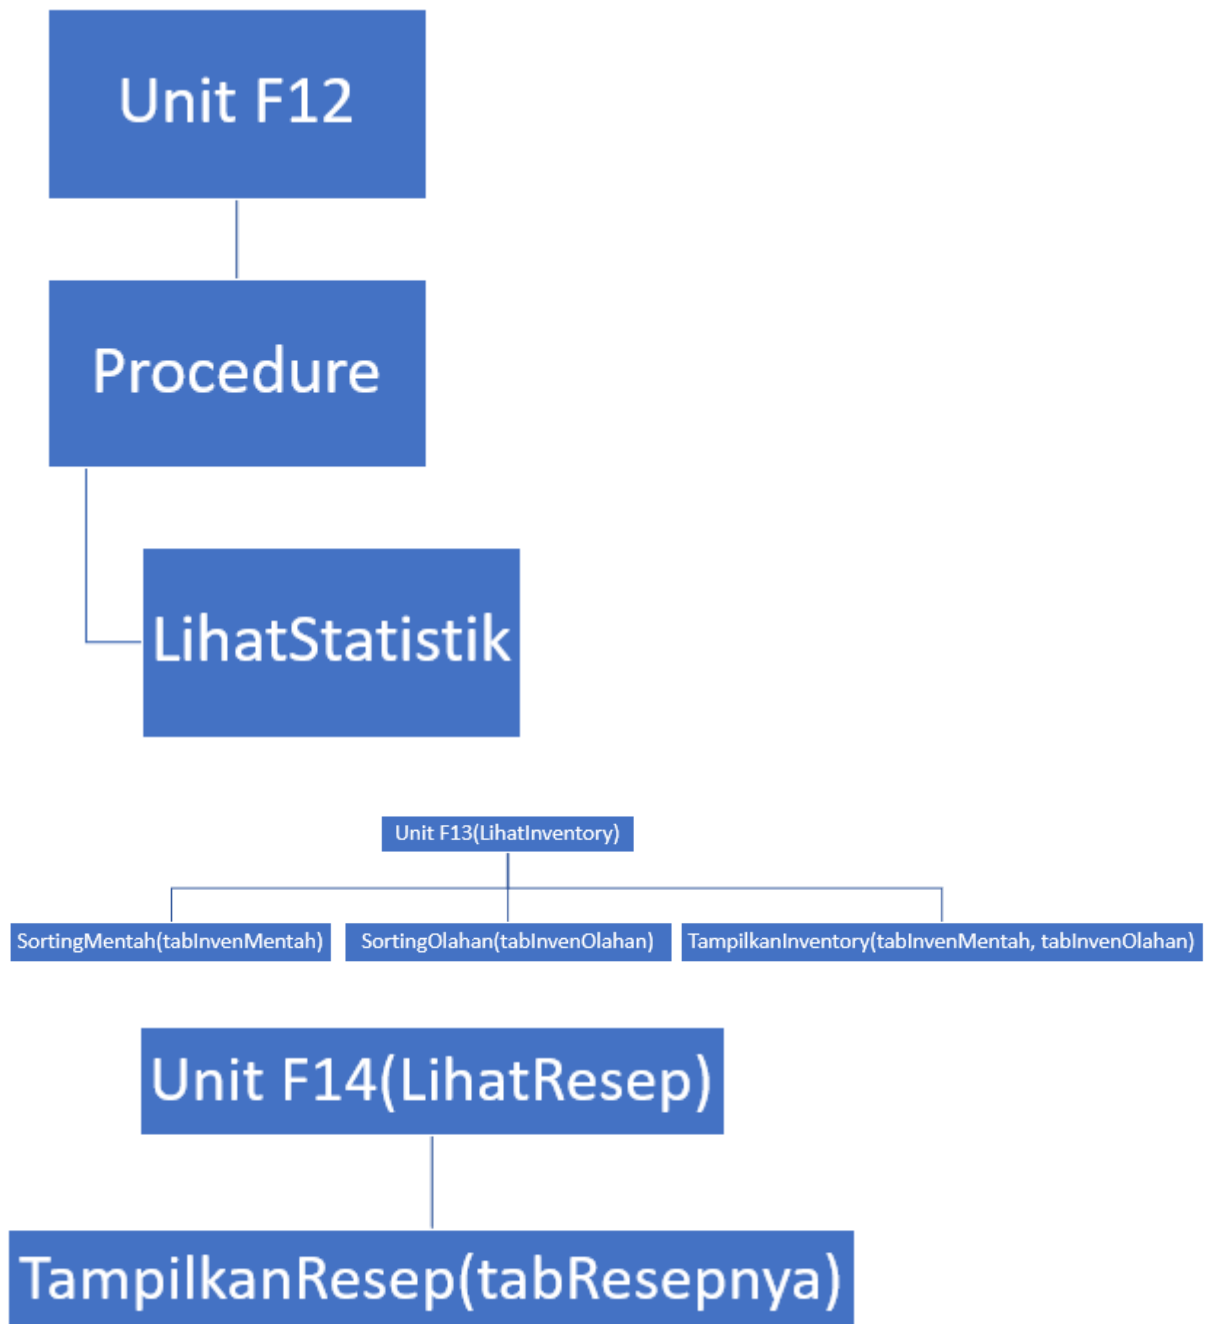 Unit F12
Procedure
LihatStatistik
Unit F13(LihatInventory)
SortingMentah(tabInvenMentah)
SortingOlahan(tabInvenOlahan)
TampilkanInventory(tabInvenMentah, tabInvenOlahan)
Unit F14(LihatResep)
TampilkanResep(tabResepnya)